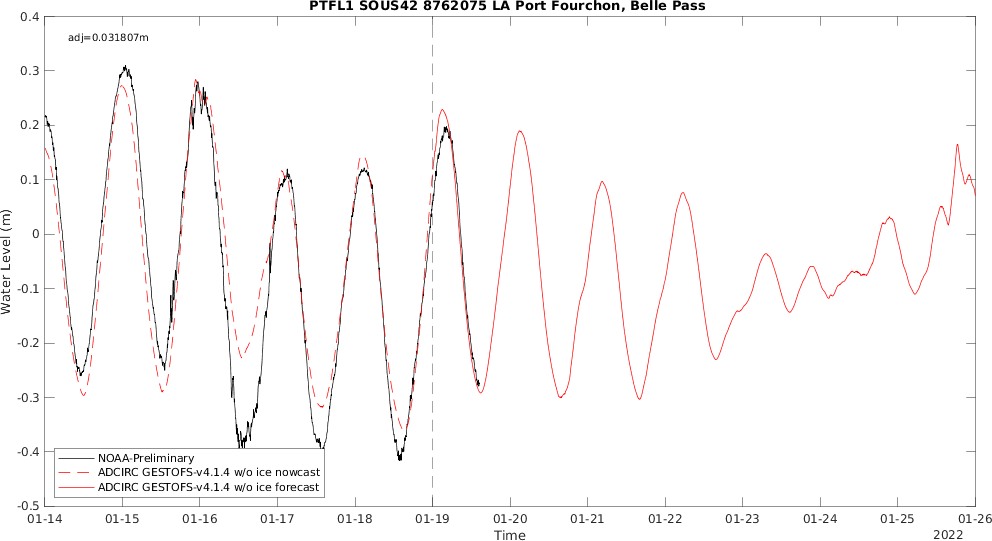 PTFL1 SOUS42 8762075 LA Port Fourchon, Belle Pass
adj=0.031807m
0.4
0.3
0.2
0.1
0
-0.1
-0.2
-0.3
-0.4
-0.5
Water Level (m)
NOAA-Preliminary
ADCIRC GESTOFS-v4.1.4 w/o ice nowcast
ADCIRC GESTOFS-v4.1.4 w/o ice forecast
01-14 01-15 01-16 01-17 01-18 01-19 01-20 01-21 01-22 01-23 01-24 01-25 01-26
Time
2022